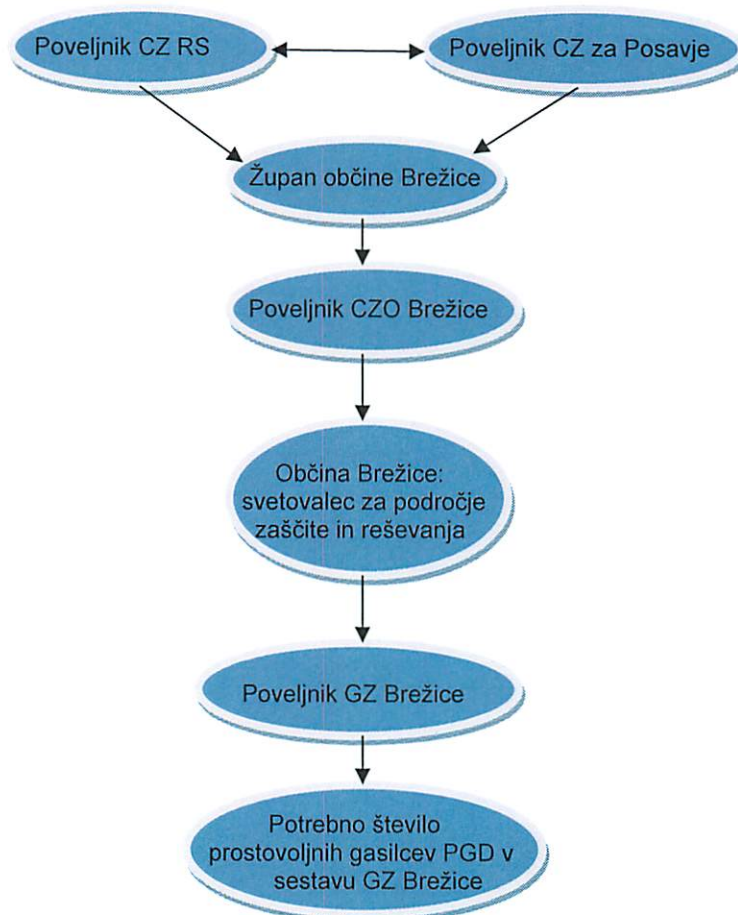 Poveljnik CZ RS
Poveljnik CZ za Posavje
Župan občine Brežice
Poveljnik CZO Brežice
Občina Brežice:
svetovalec za področje
zaščite in reševanja
Poveljnik GZ Brežice
Potrebno število
prostovoljnih gasilcev PGD v
sestavu GZ Brežice